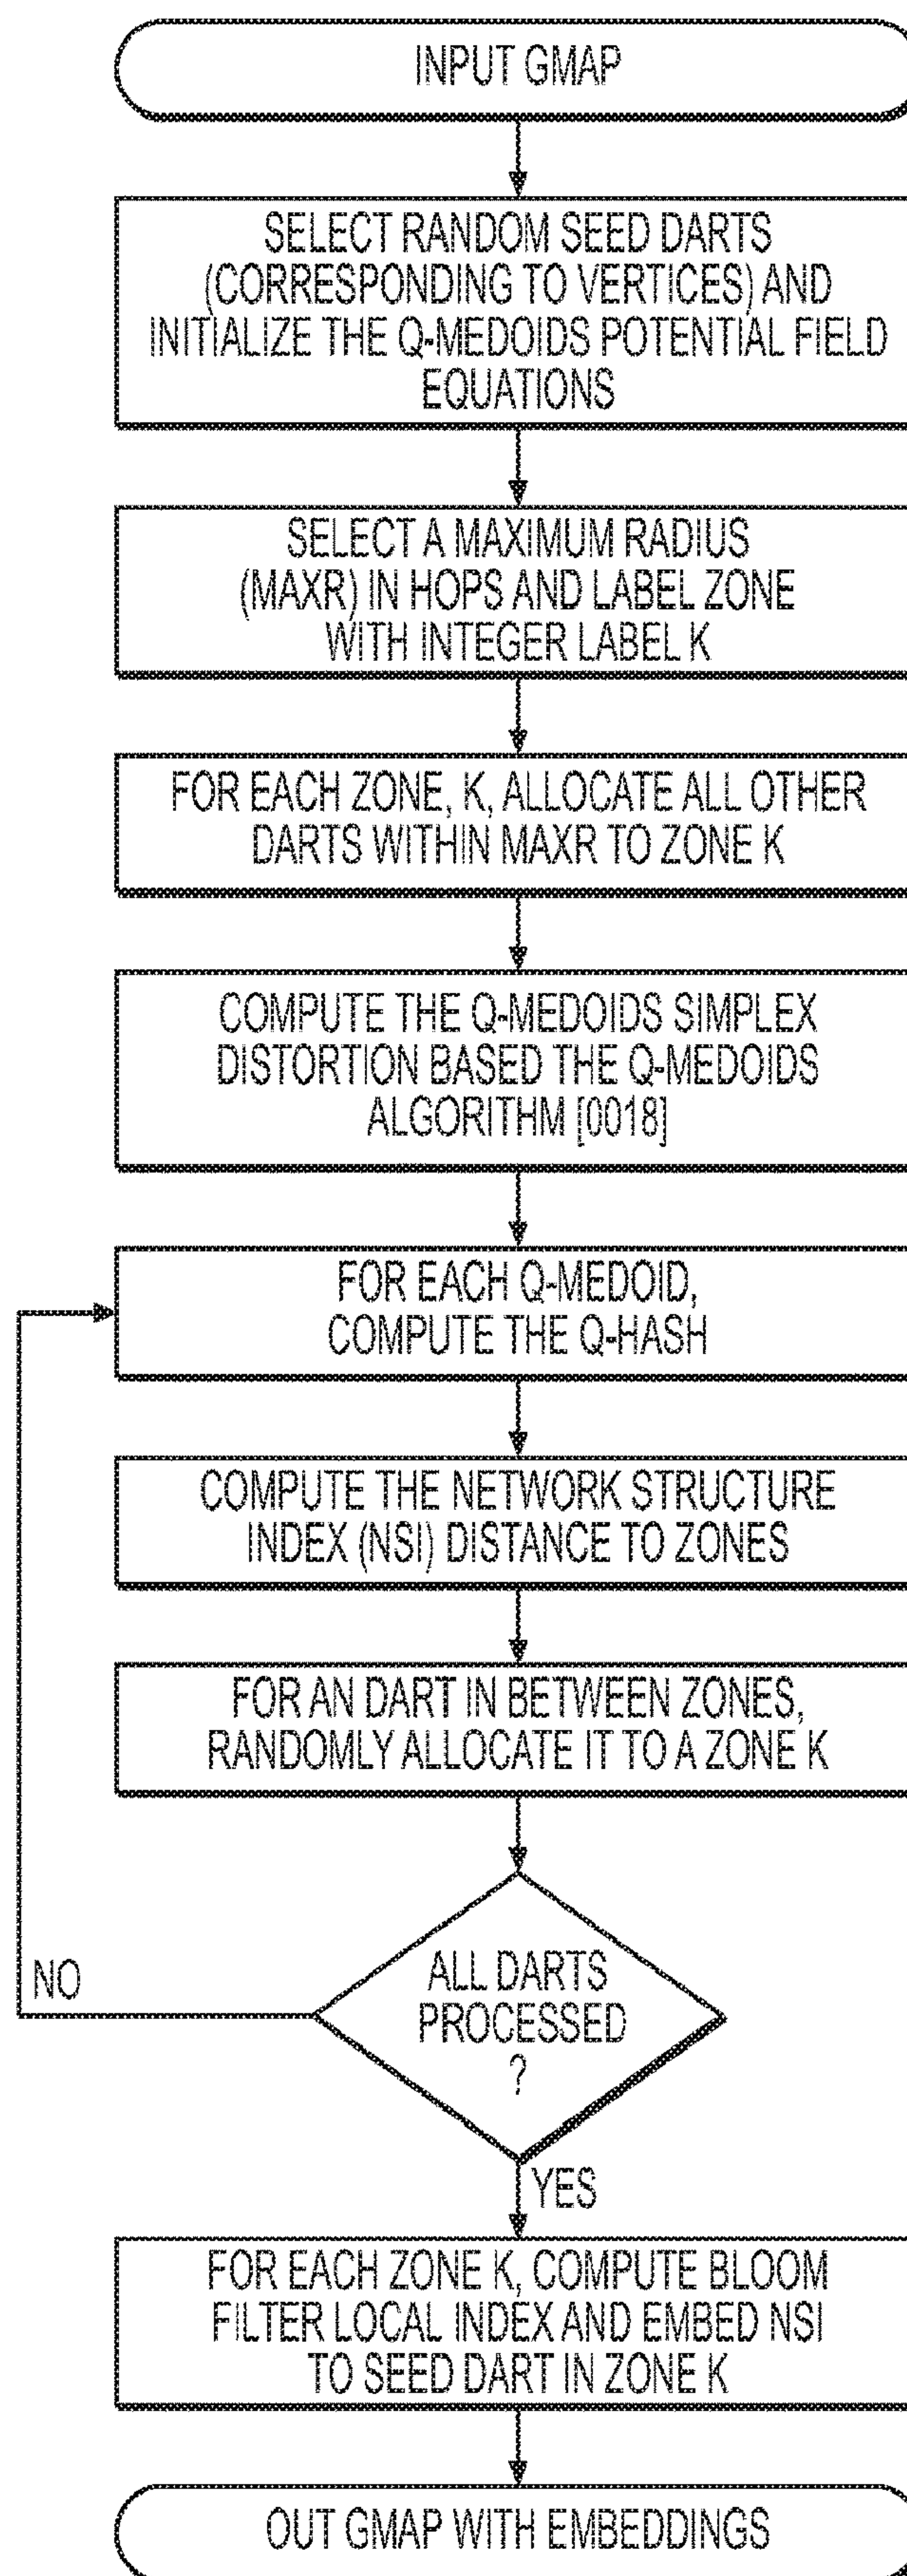 INPUT GMAP
SELECT RANDOM SEED DARTS
(CORRESPONDING TO VERTICES) AND
INITIALIZE THE Q-MEDOIDS POTENTIAL FIELD
EQUATIONS
SELECT A MAXIMUM RADIUS
(MAXR) IN HOPS AND LABEL ZONE
WITH INTEGER LABEL K
FOR EACH ZONE, K, ALLOCATE ALL OTHER
DARTS WITHIN MAXR TO ZONE K
COMPUTE THE Q-MEDOIDS SIMPLEX
DISTORTION BASED THE Q-MEDOIDS
ALGORITHM [0018]
FOR EACH Q-MEDOID,
COMPUTE THE Q-HASH
COMPUTE THE NETWORK STRUCTURE
INDEX (NSI) DISTANCE TO ZONES
FOR AN DART IN BETWEEN ZONES,
RANDOMLY ALLOCATE IT TO A ZONE K
ALL DARTS
PROCESSED
?
NO
YES
FOR EACH ZONE K, COMPUTE BLOOM
FILTER LOCAL INDEX AND EMBED NSI
TO SEED DART IN ZONE K
OUT GMAP WITH EMBEDDINGS